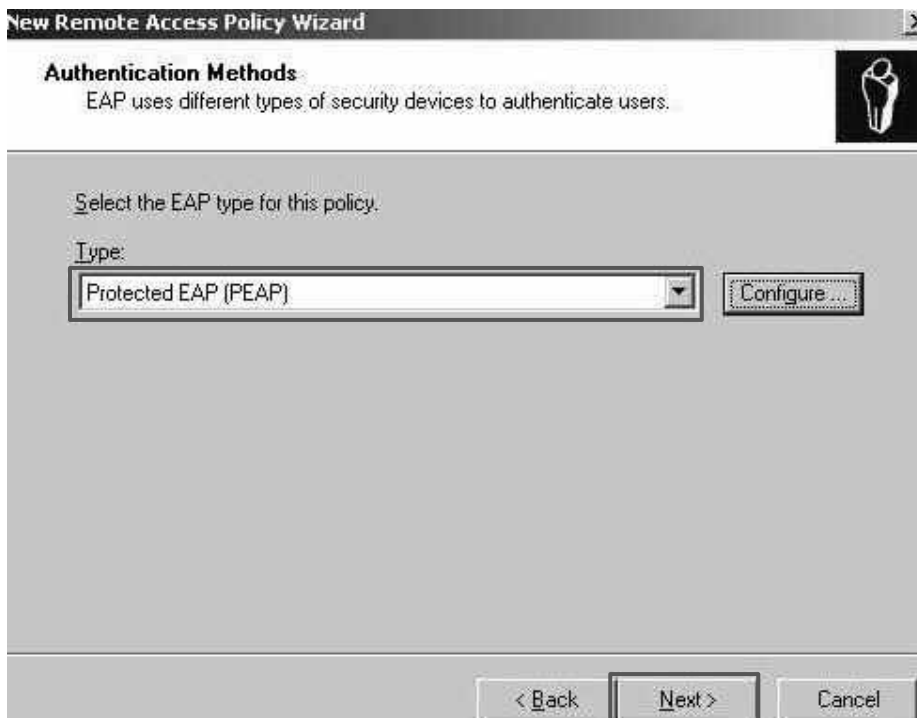 New Remote Access Policy Wizard
Authentication Methods
EAP uses different types of security devices to authenticate users.
Select the EAP type for this policy.
Type:
Protected EAP (PEAP)
Configure ...
< Back
Next >
Cancel